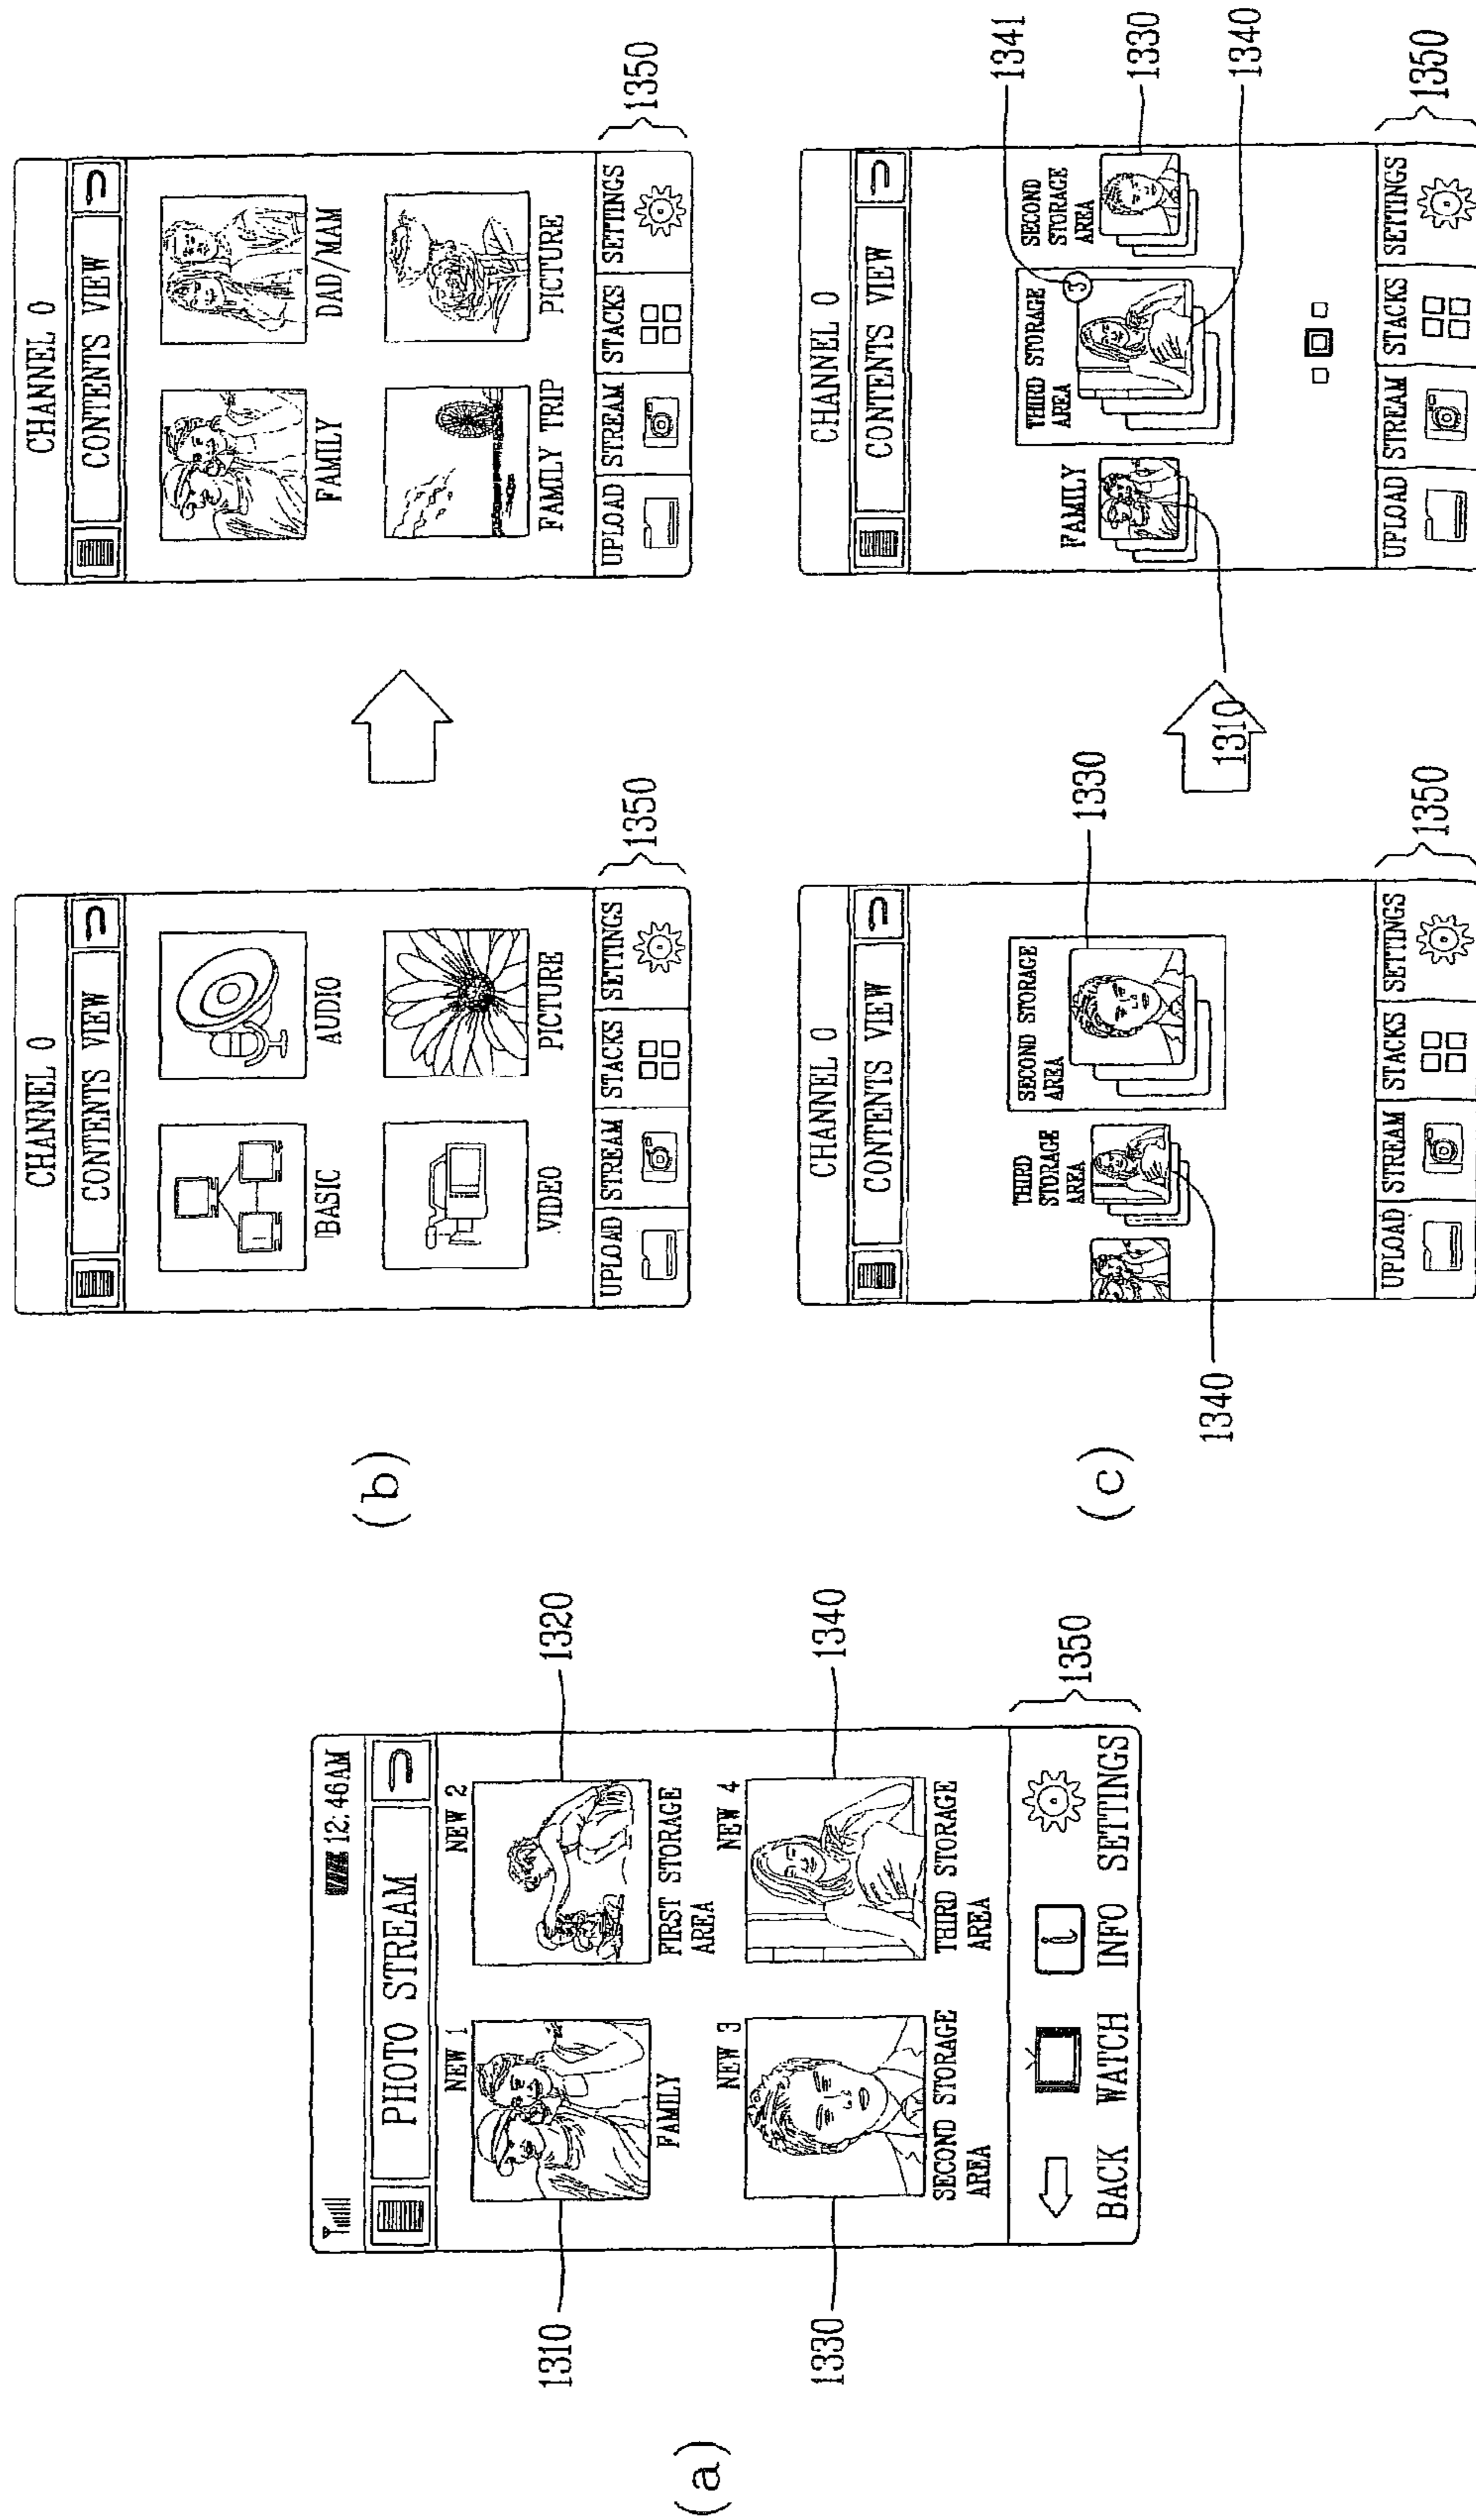 (a)
12:46AM
PHOTO STREAM
NEW 1
NEW 2
1310
1320
FAMILY
FIRST STORAGE
AREA
NEW 3
NEW 4
1330
1340
SECOND STORAGE
AREA
THIRD STORAGE
AREA
BACK WATCH INFO SETTINGS
1350
(b)
CHANNEL 0
CONTENTS VIEW
BASIC
AUDIO
VIDEO
PICTURE
UPLOAD STREAM STACKS SETTINGS
1350
CHANNEL 0
CONTENTS VIEW
FAMILY
DAD/MAM
FAMILY TRIP
PICTURE
UPLOAD STREAM STACKS SETTINGS
1350
(c)
CHANNEL 0
CONTENTS VIEW
THIRD
STORAGE
AREA
SECOND STORAGE
AREA
1330
1340
UPLOAD STREAM STACKS SETTINGS
1350
CHANNEL 0
CONTENTS VIEW
FAMILY
THIRD STORAGE
AREA
3
SECOND
STORAGE
AREA
1341
1330
1340
1310
UPLOAD STREAM STACKS SETTINGS
1350